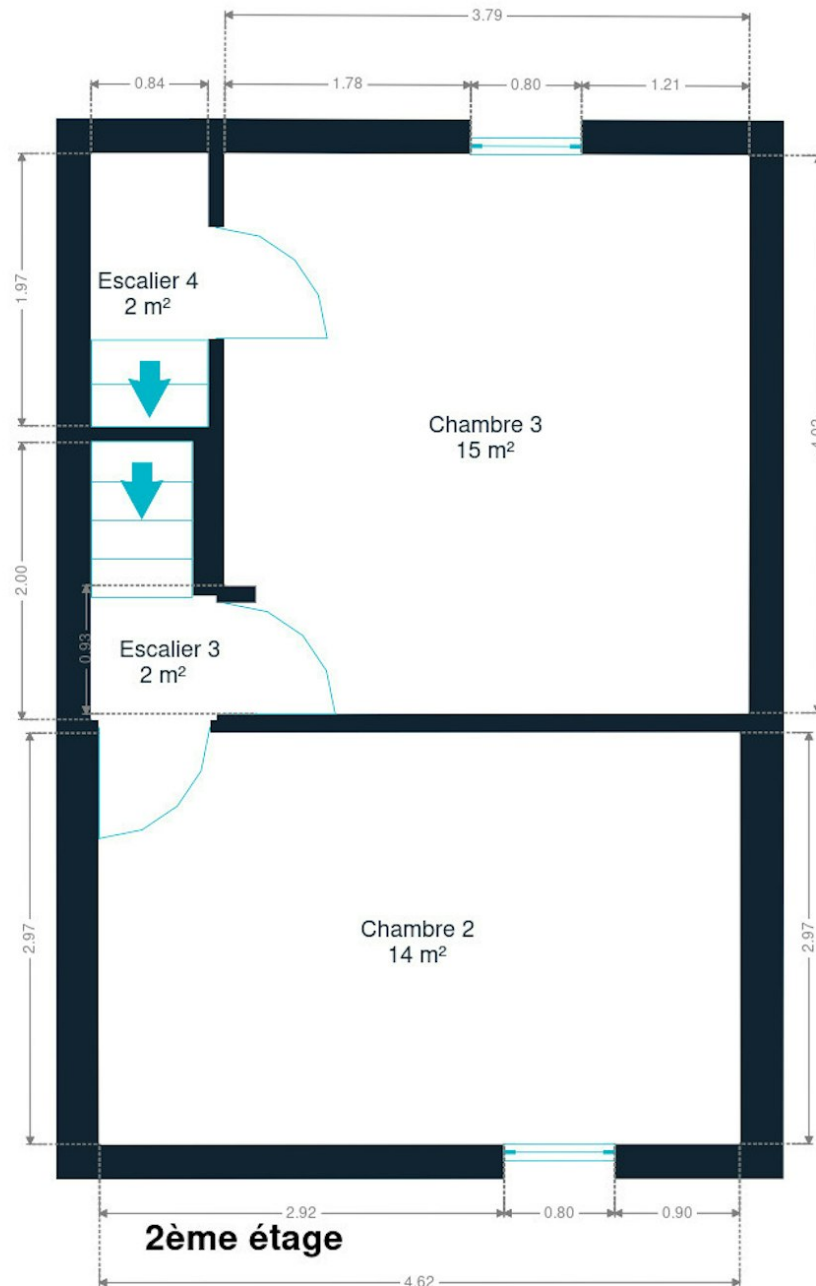 3.79
0.84
1.78
0.80
1.21
1.97
Escalier 4
2 m²
Chambre 3
15 m²
2.00
0.93
Escalier 3
2 m²
2.97
2.97
Chambre 2
14 m²
2.92
0.80
0.90
2ème étage
4.62